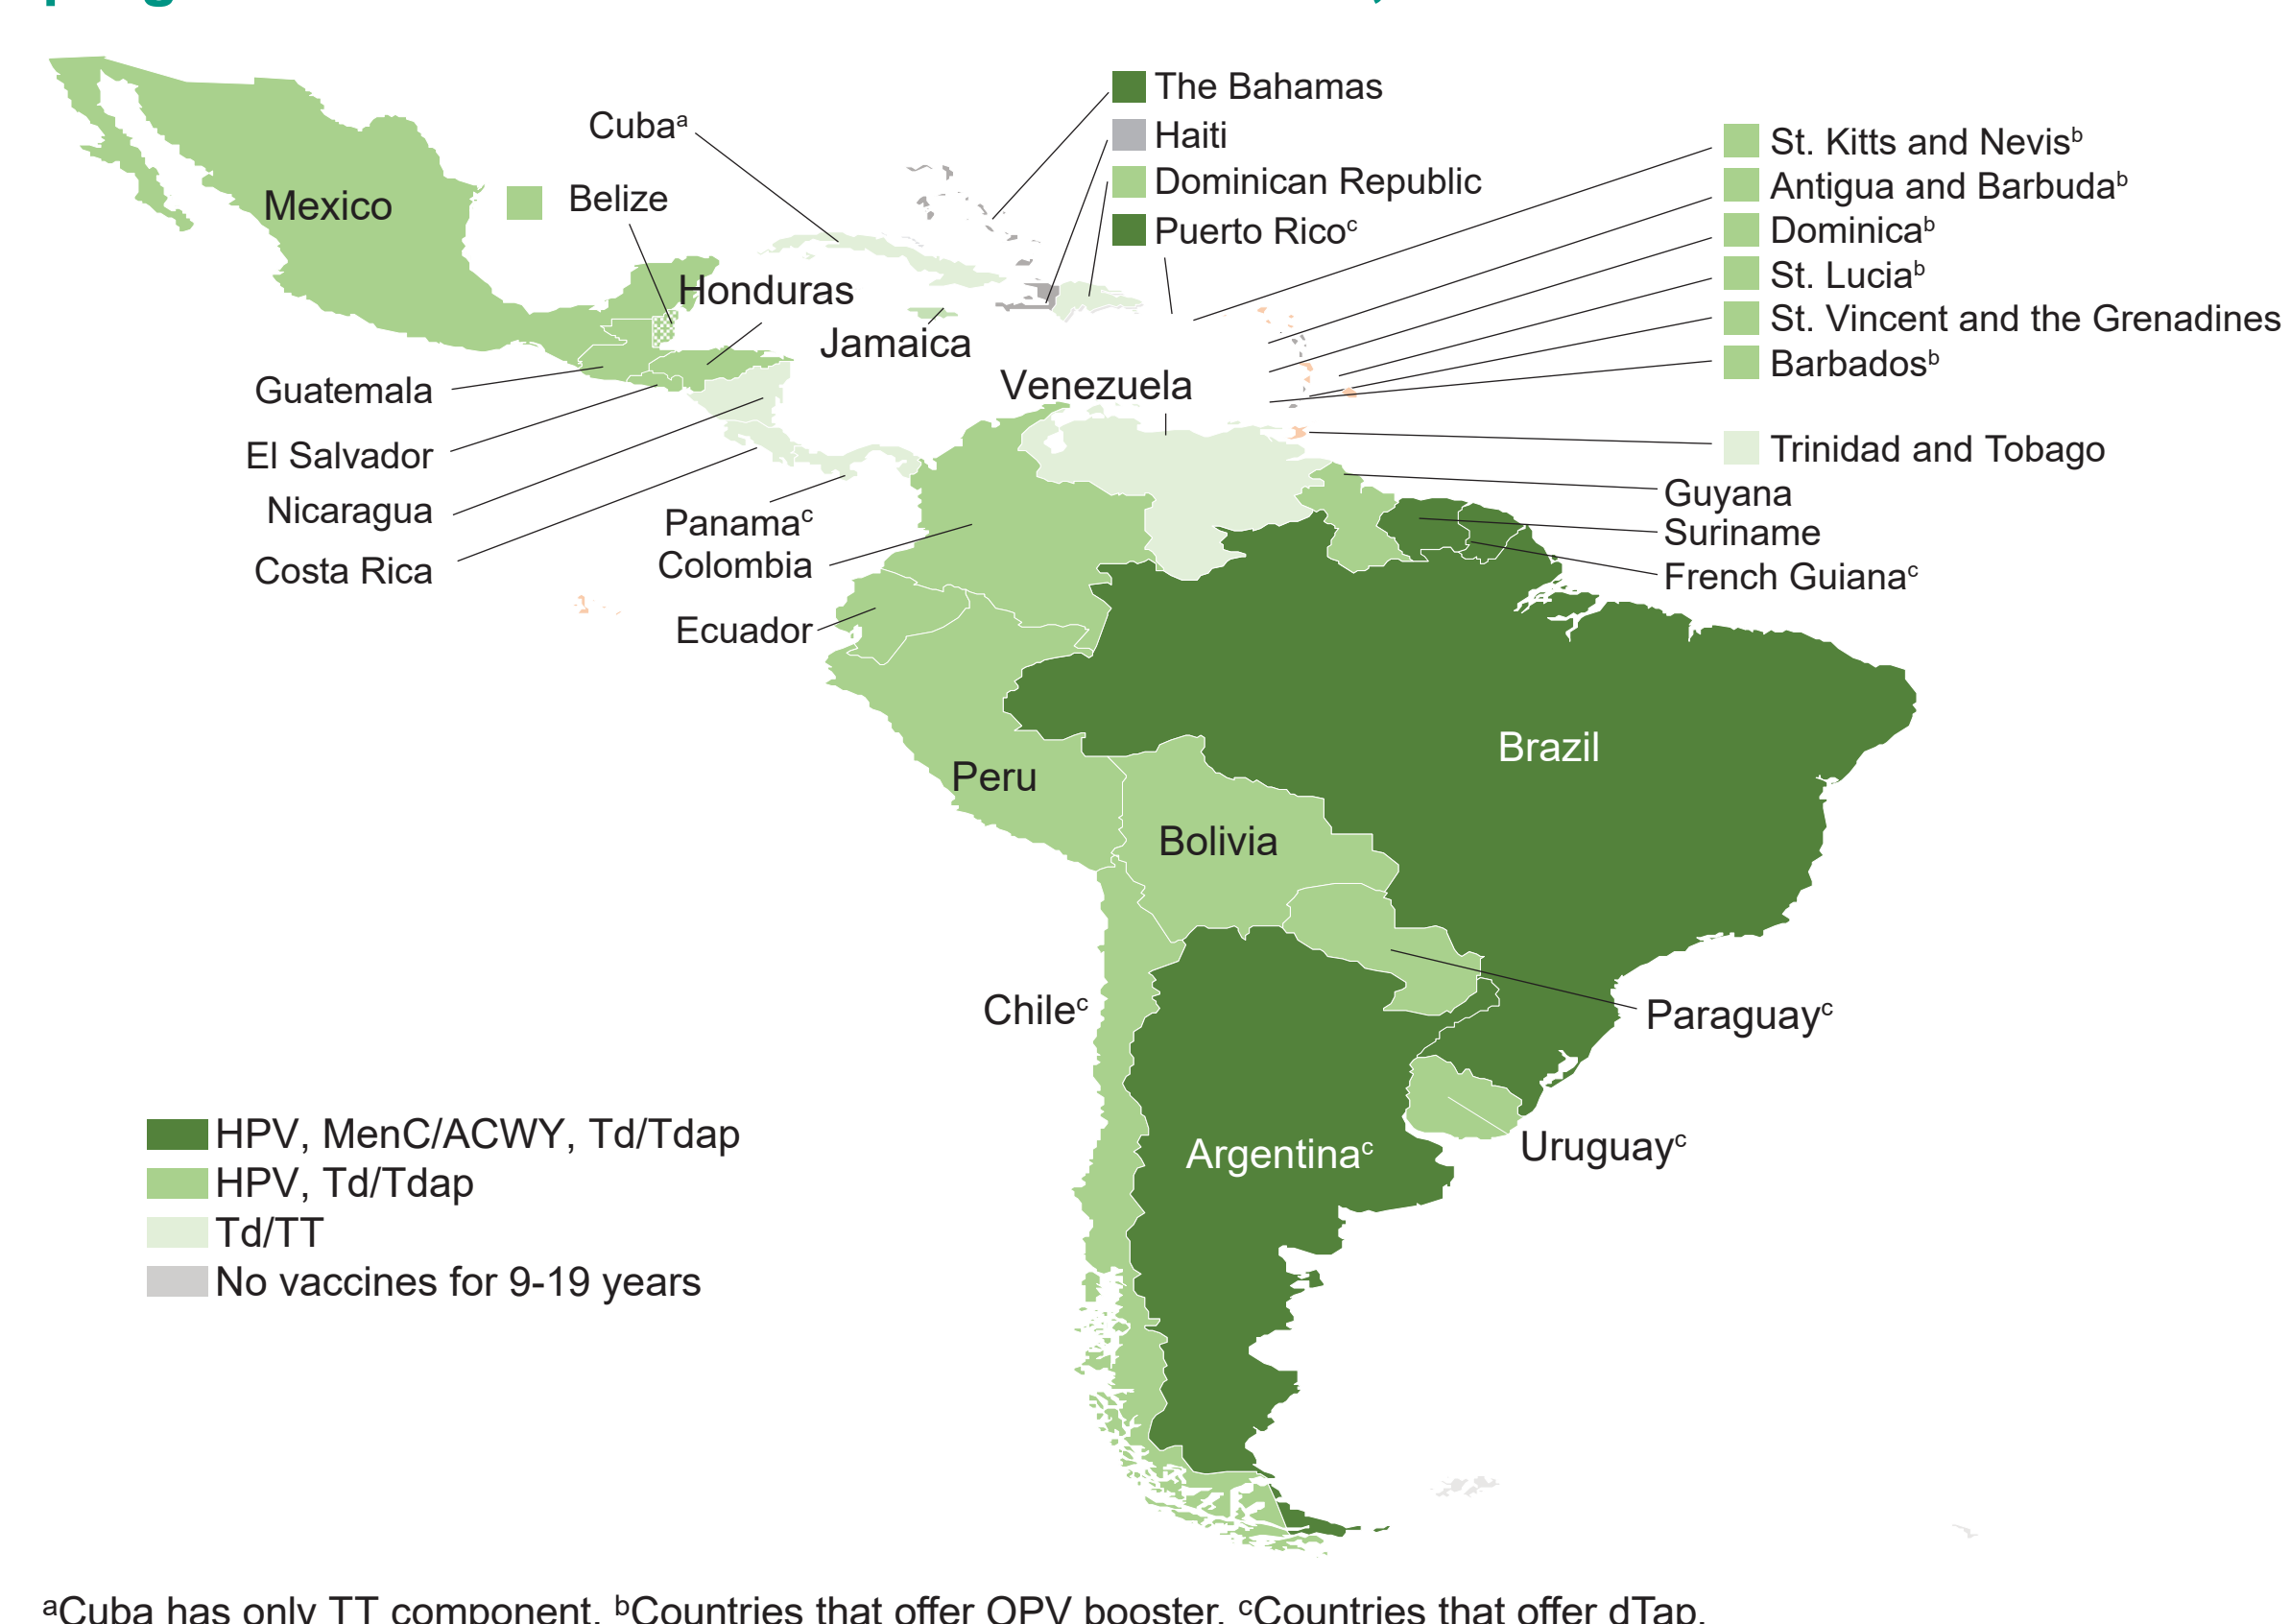 The Bahamas
Cubaᵃ
Haiti
St. Kitts and Nevisᵇ
Dominican Republic
Antigua and Barbudaᵇ
Mexico
Belize
Puerto Ricoᶜ
Dominicaᵇ
St. Luciaᵇ
Honduras
St. Vincent and the Grenadines
Jamaica
Barbadosᵇ
Venezuela
Guatemala
Trinidad and Tobago
El Salvador
Guyana
Nicaragua
Panamaᶜ
Suriname
Costa Rica
Colombia
French Guianaᶜ
Ecuador
Brazil
Peru
Bolivia
Chileᶜ
Paraguayᶜ
HPV, MenC/ACWY, Td/Tdap
Argentinaᶜ
Uruguayᶜ
HPV, Td/Tdap
Td/TT
No vaccines for 9-19 years
ᵃCuba has only TT component. ᵇCountries that offer OPV booster. ᶜCountries that offer dTap.